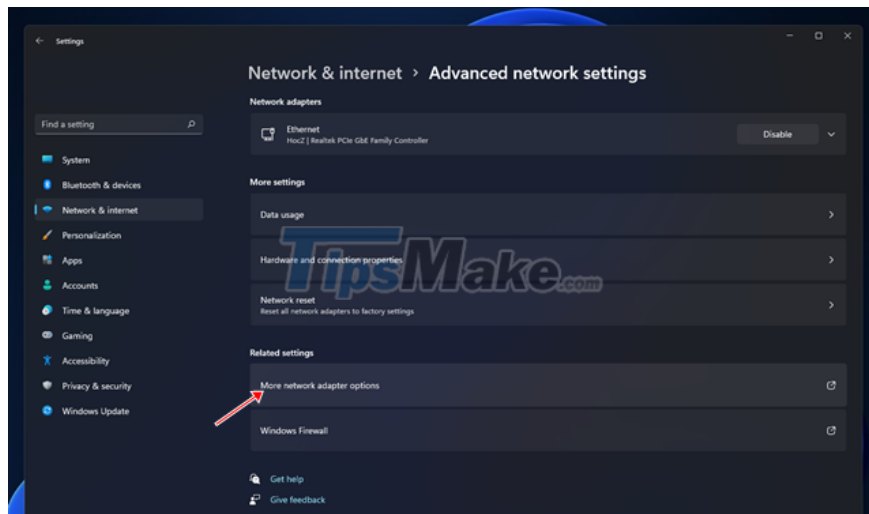 Settings
Network & internet > Advanced network settings
Find a setting
System
Bluetooth & devices
Network & internet
Personalization
Apps
Accounts
Time & language
Gaming
Accessibility
Privacy & security
Windows Update
Network adapters
Ethernet
Hoc2 | Realtek PCIe GbE Family Controller
Disable
More settings
Data usage
Hardware and connection properties
TipsMake.com
Network reset
Reset all network adapters to factory settings
Related settings
More network adapter options
Windows Firewall
Get help
Give feedback